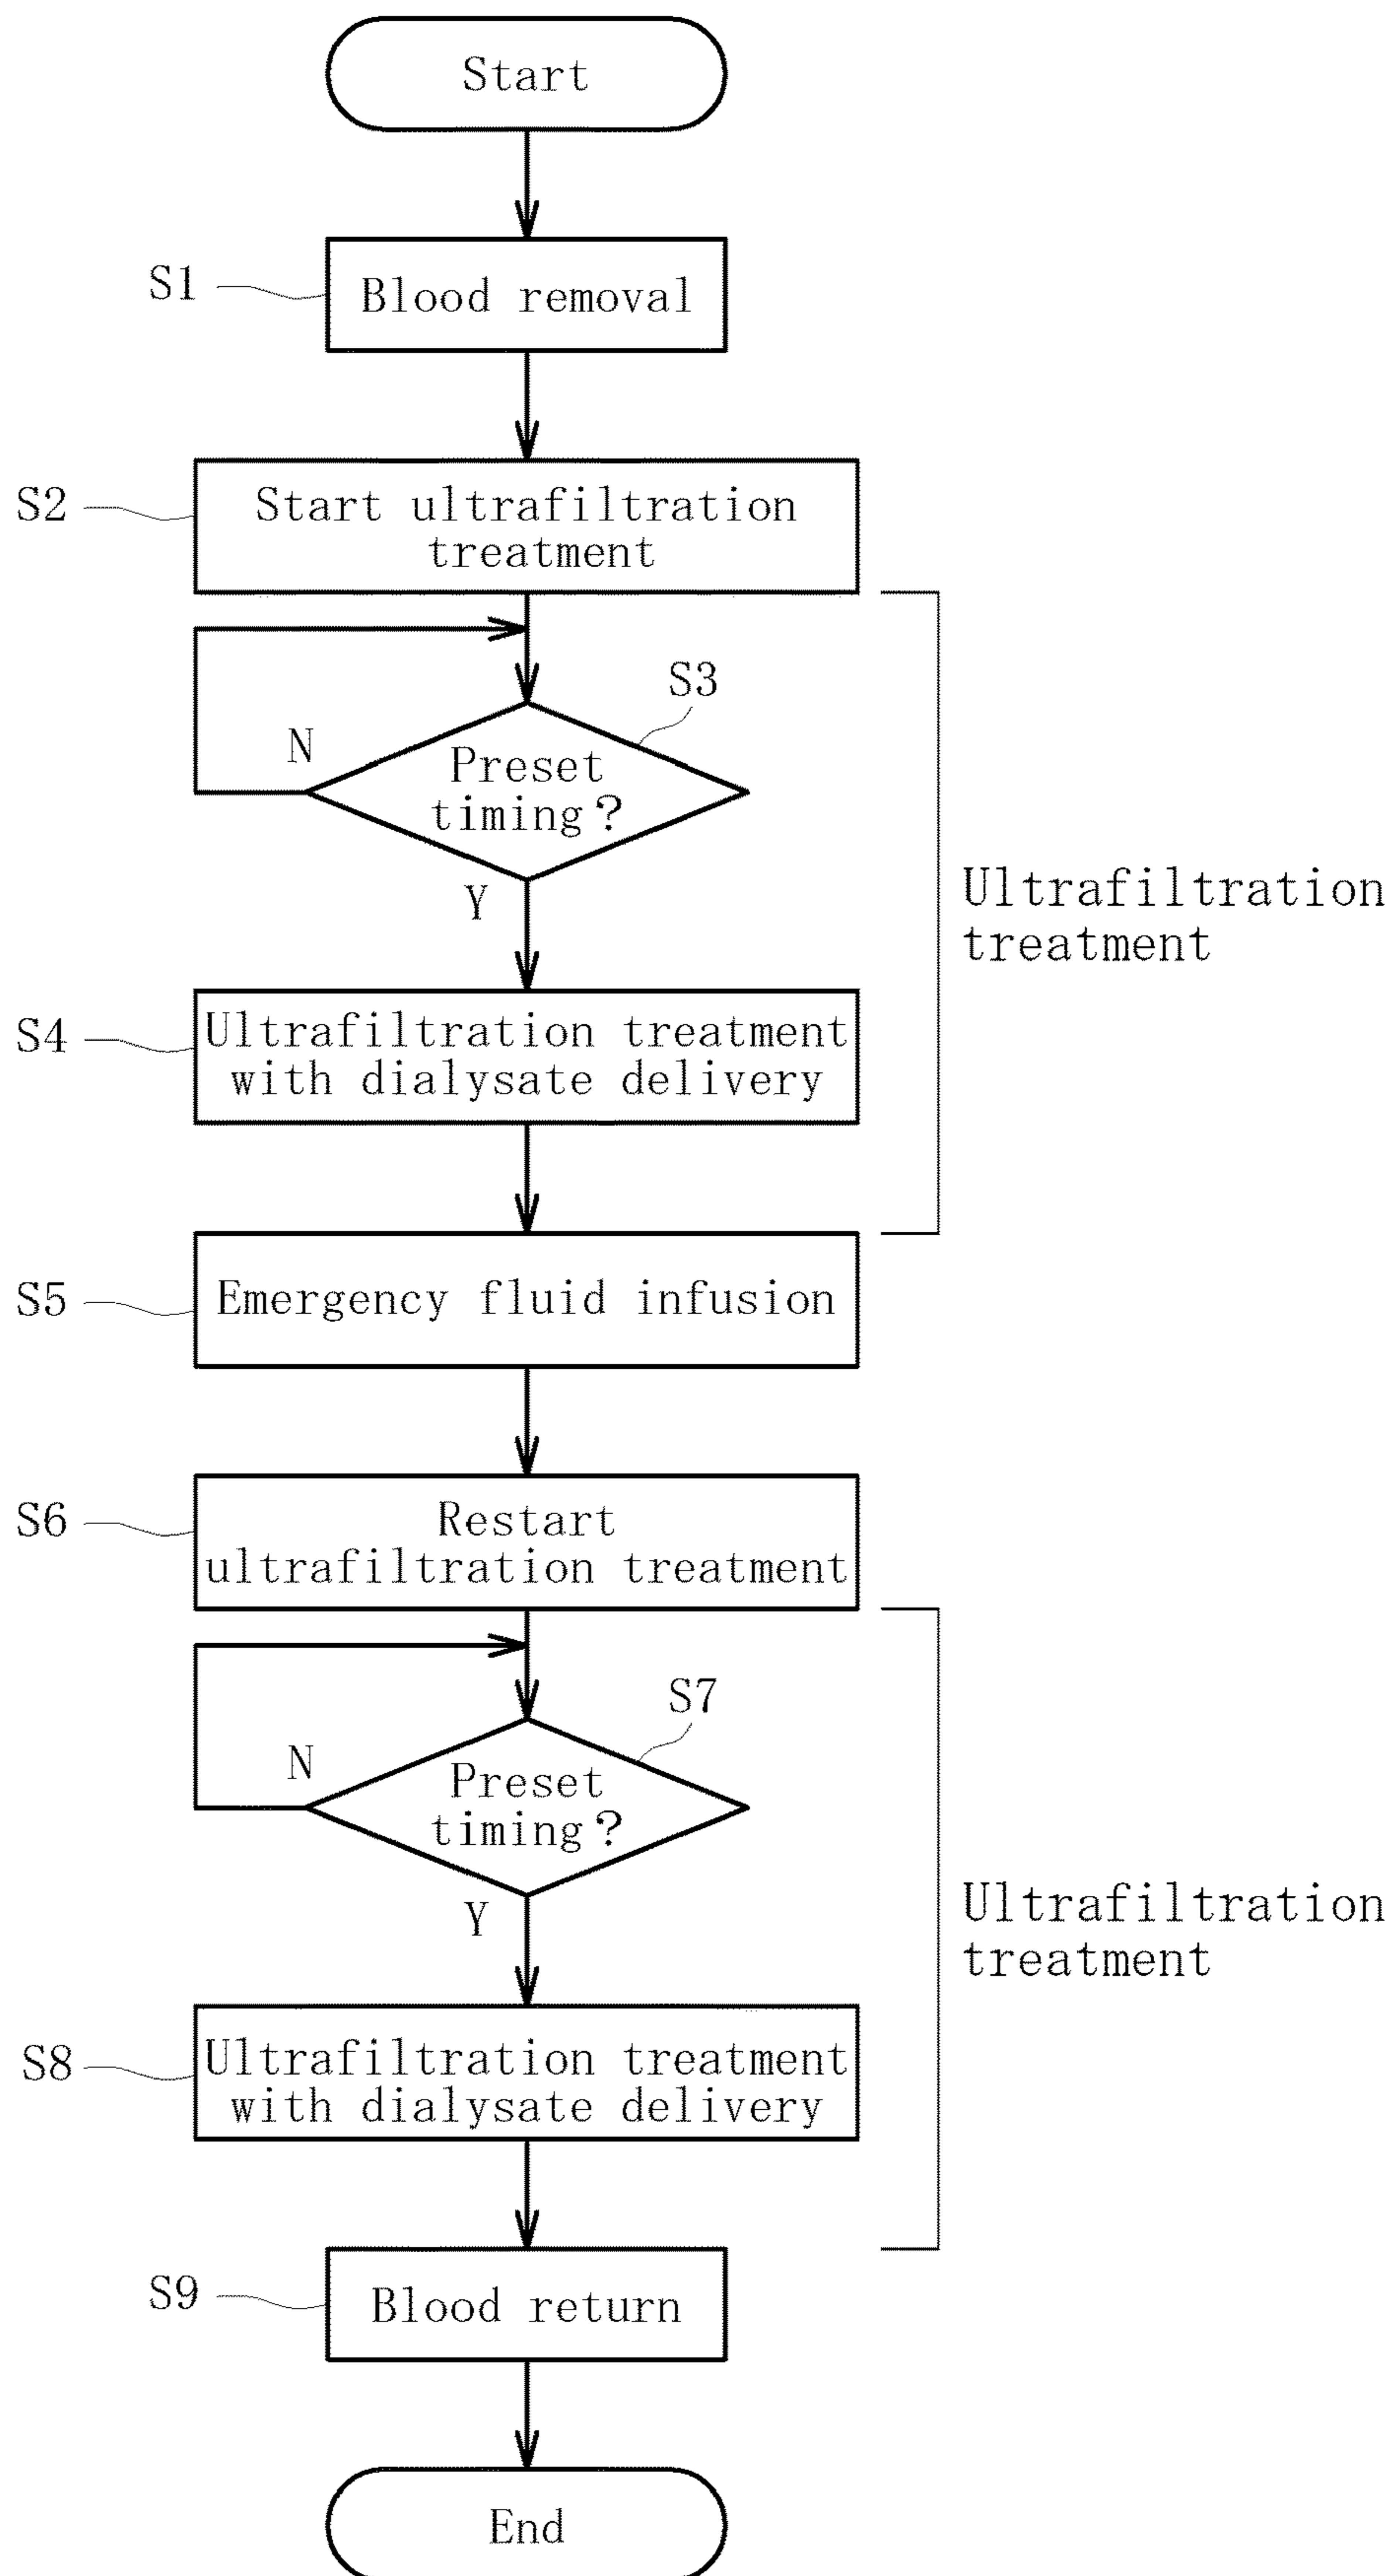 Start
S1
Blood removal
S2
Start ultrafiltration
treatment
S3
N
Preset
timing?
Y
Ultrafiltration
treatment
S4
Ultrafiltration treatment
with dialysate delivery
S5
Emergency fluid infusion
S6
Restart
ultrafiltration treatment
S7
N
Preset
timing?
Y
Ultrafiltration
treatment
S8
Ultrafiltration treatment
with dialysate delivery
S9
Blood return
End